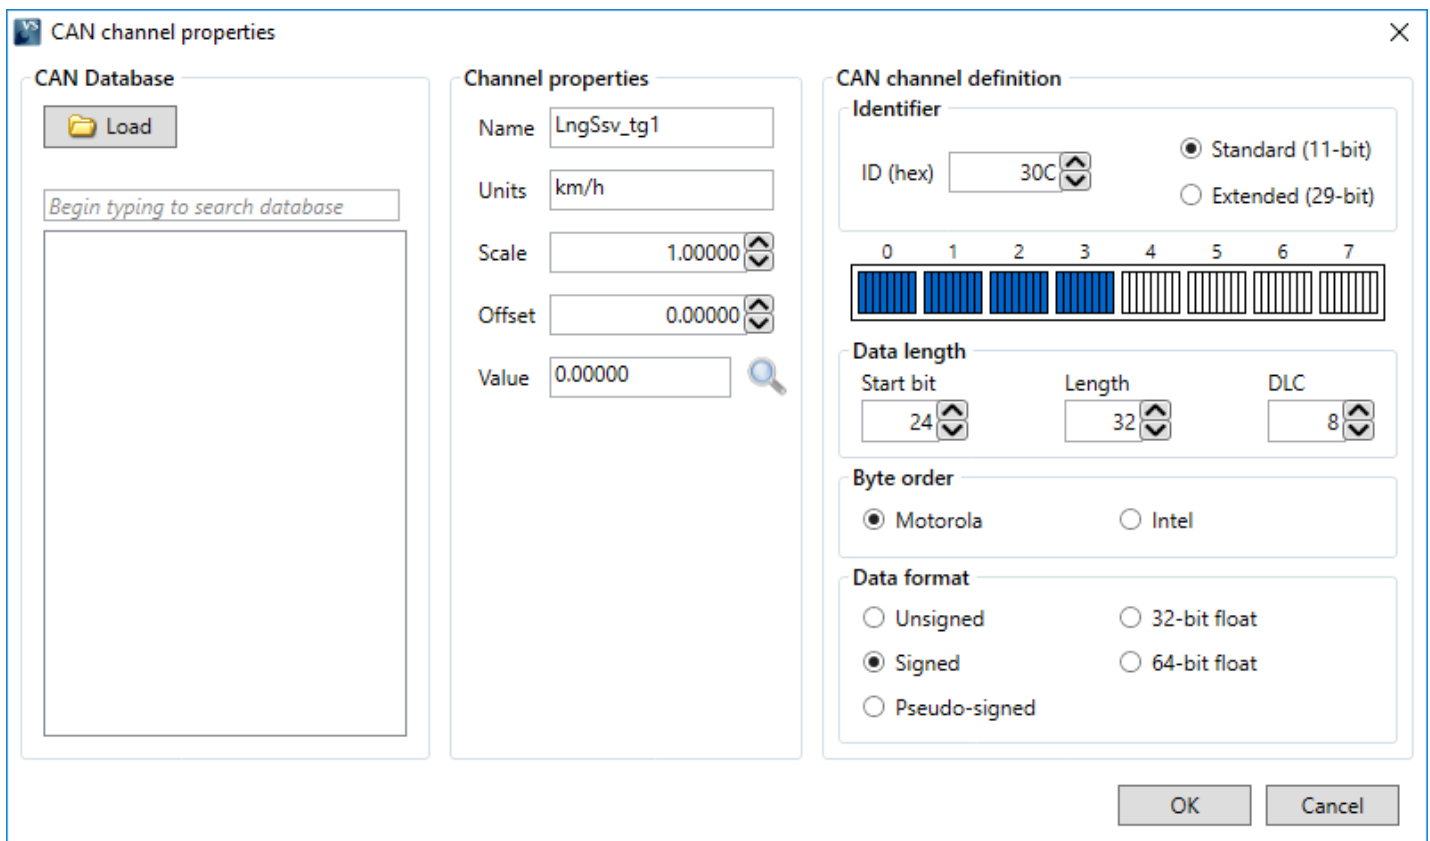 VS CAN channel properties
CAN Database
Load
Begin typing to search database
Channel properties
Name LngSsv_tg1
Units km/h
Scale 1.00000
Offset 0.00000
Value 0.00000
CAN channel definition
Identifier
ID (hex) 30C
Standard (11-bit)
Extended (29-bit)
0 1 2 3 4 5 6 7
Data length
Start bit Length DLC
24 32 8
Byte order
Motorola Intel
Data format
Unsigned 32-bit float
Signed 64-bit float
Pseudo-signed
OK Cancel